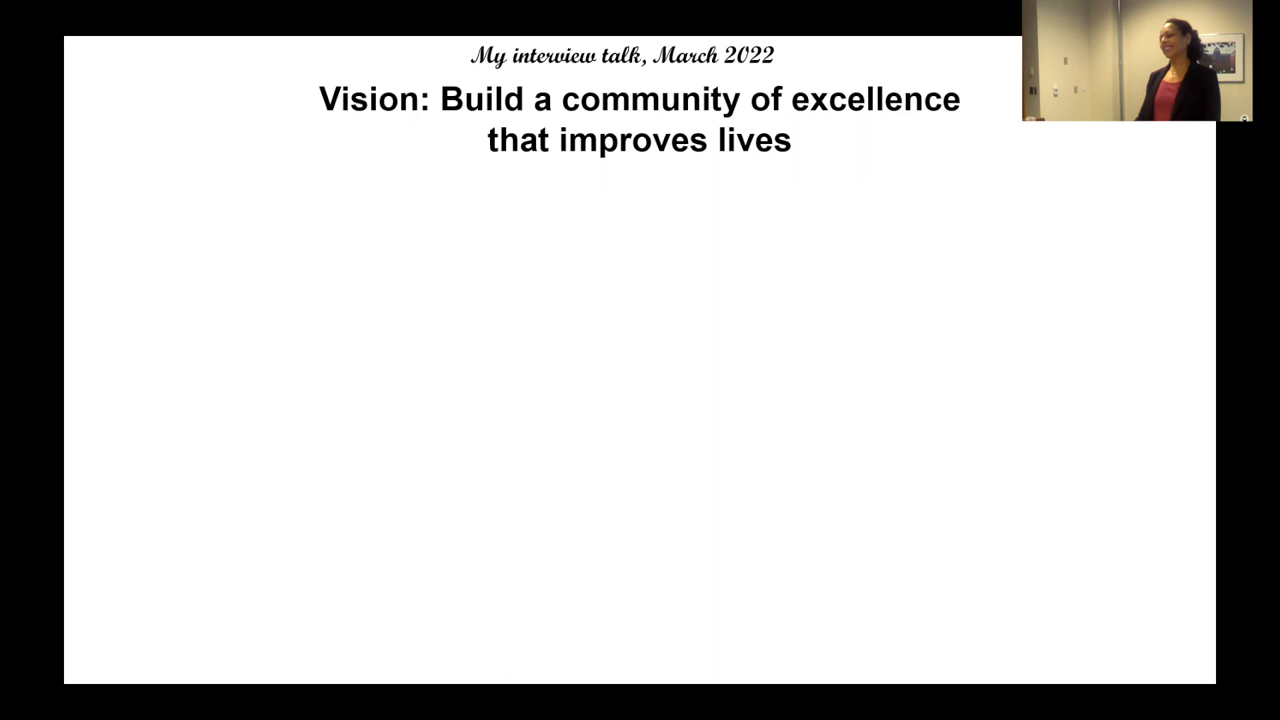 My interview talk, March 2022
Vision: Build a community of excellence
that improves lives